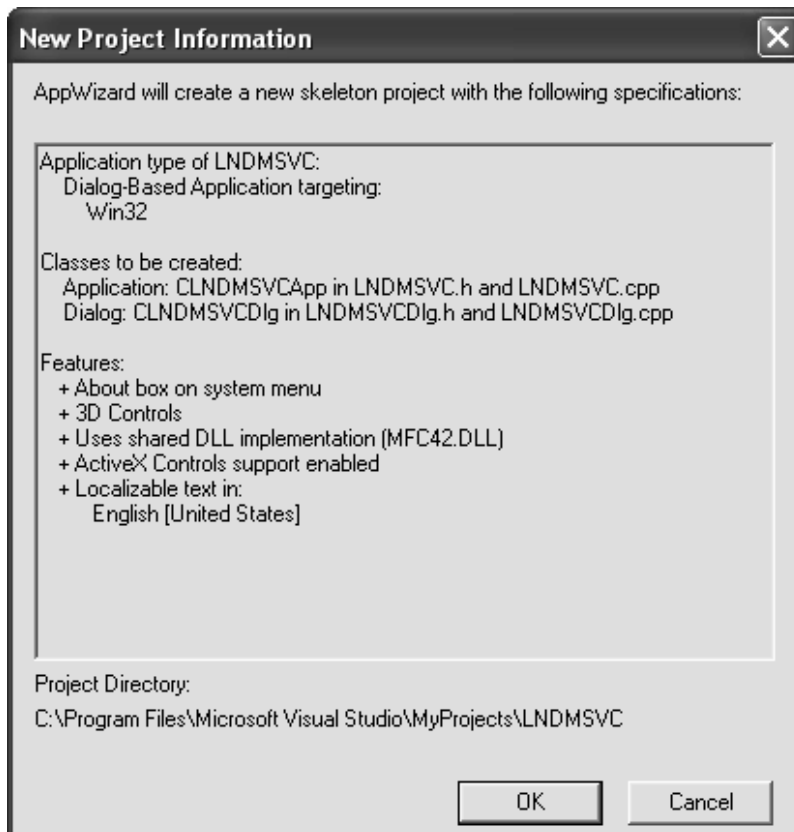 New Project Information
AppWizard will create a new skeleton project with the following specifications:
Application type of LNDMSVC:
Dialog-Based Application targeting:
Win32
Classes to be created:
Application: CLNDMSVCApp in LNDMSVC.h and LNDMSVC.cpp
Dialog: CLNDMSVCDlg in LNDMSVCDlg.h and LNDMSVCDlg.cpp
Features:
+ About box on system menu
+ 3D Controls
+ Uses shared DLL implementation (MFC42.DLL)
+ ActiveX Controls support enabled
+ Localizable text in:
English [United States]
Project Directory:
C:\Program Files\Microsoft Visual Studio\MyProjects\LNDMSVC
OK Cancel